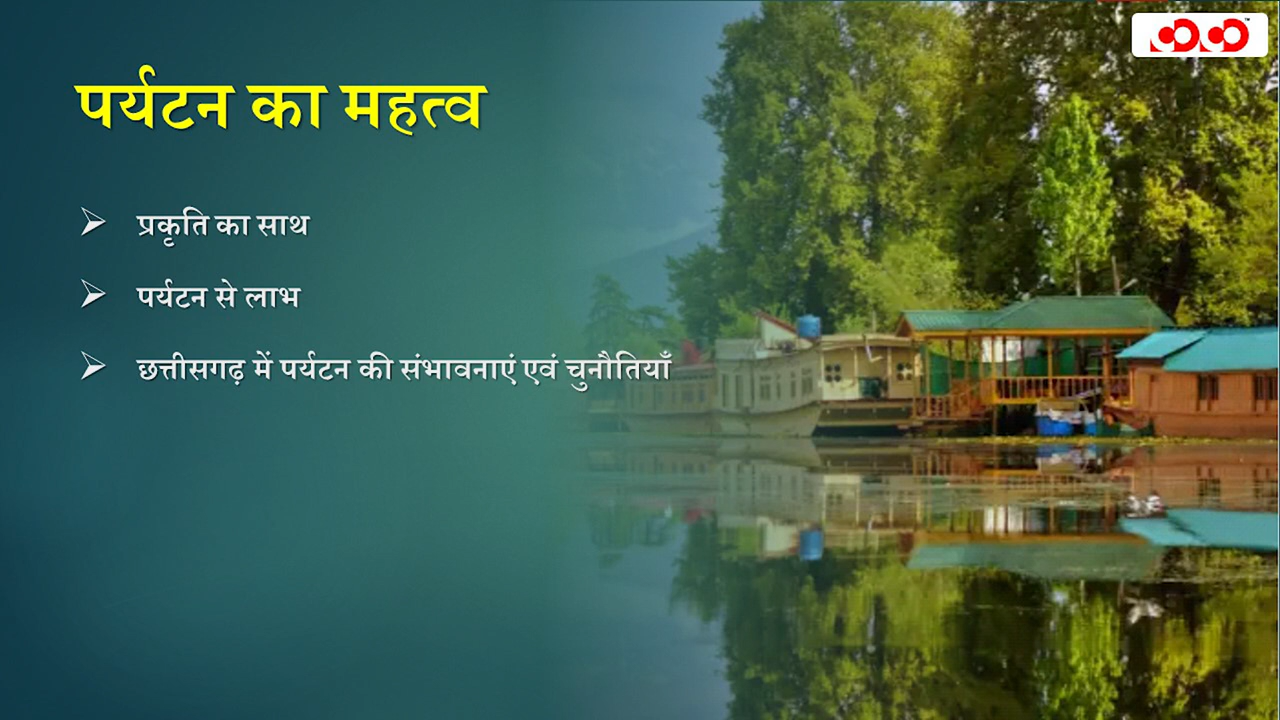 पर्यटन का महत्व
प्रकृति का साथ
पर्यटन से लाभ
छत्तीसगढ़ में पर्यटन की संभावनाएं एवं चुनौतियाँ